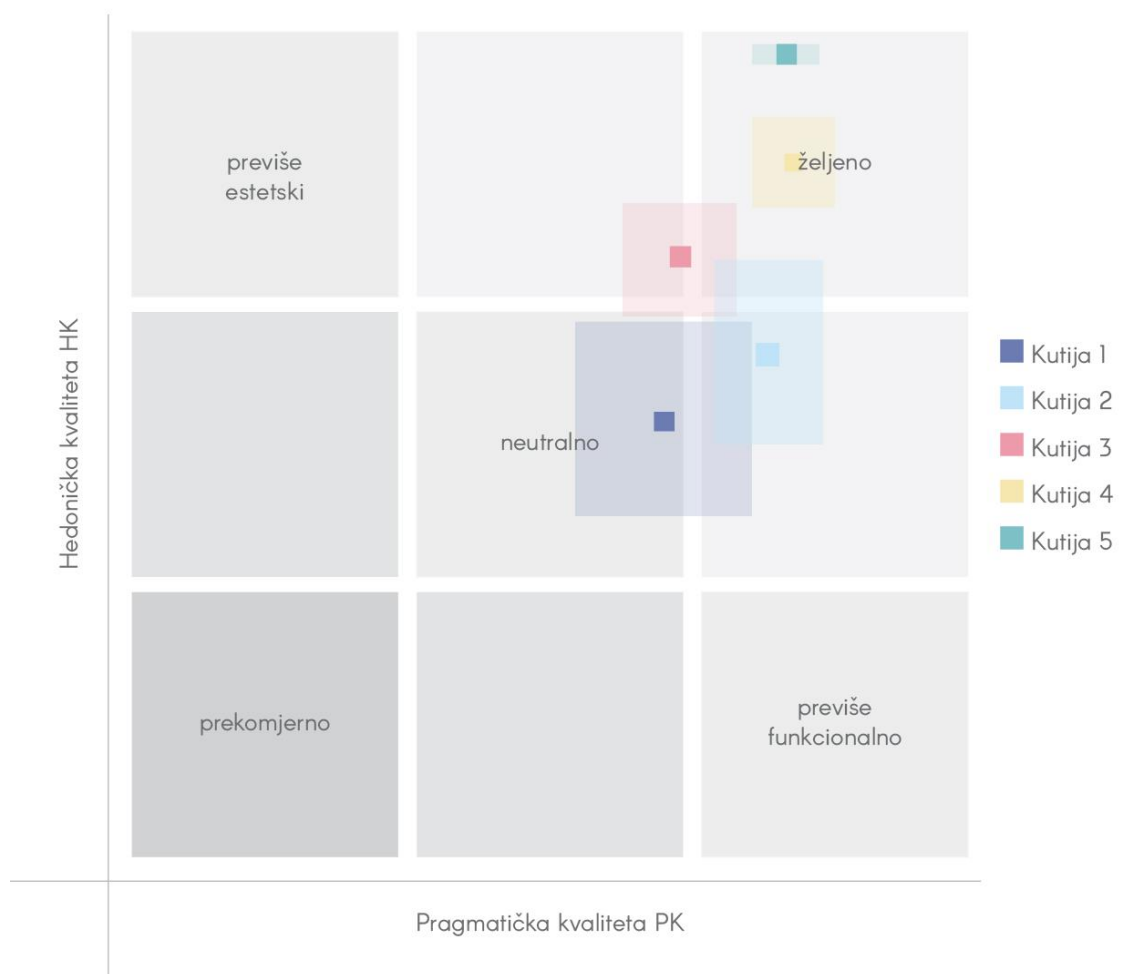 previše
estetski
željeno
Hedonička kvaliteta HK
neutralno
Kutija 1
Kutija 2
Kutija 3
Kutija 4
Kutija 5
prekomjerno
previše
funkcionalno
Pragmatička kvaliteta PK